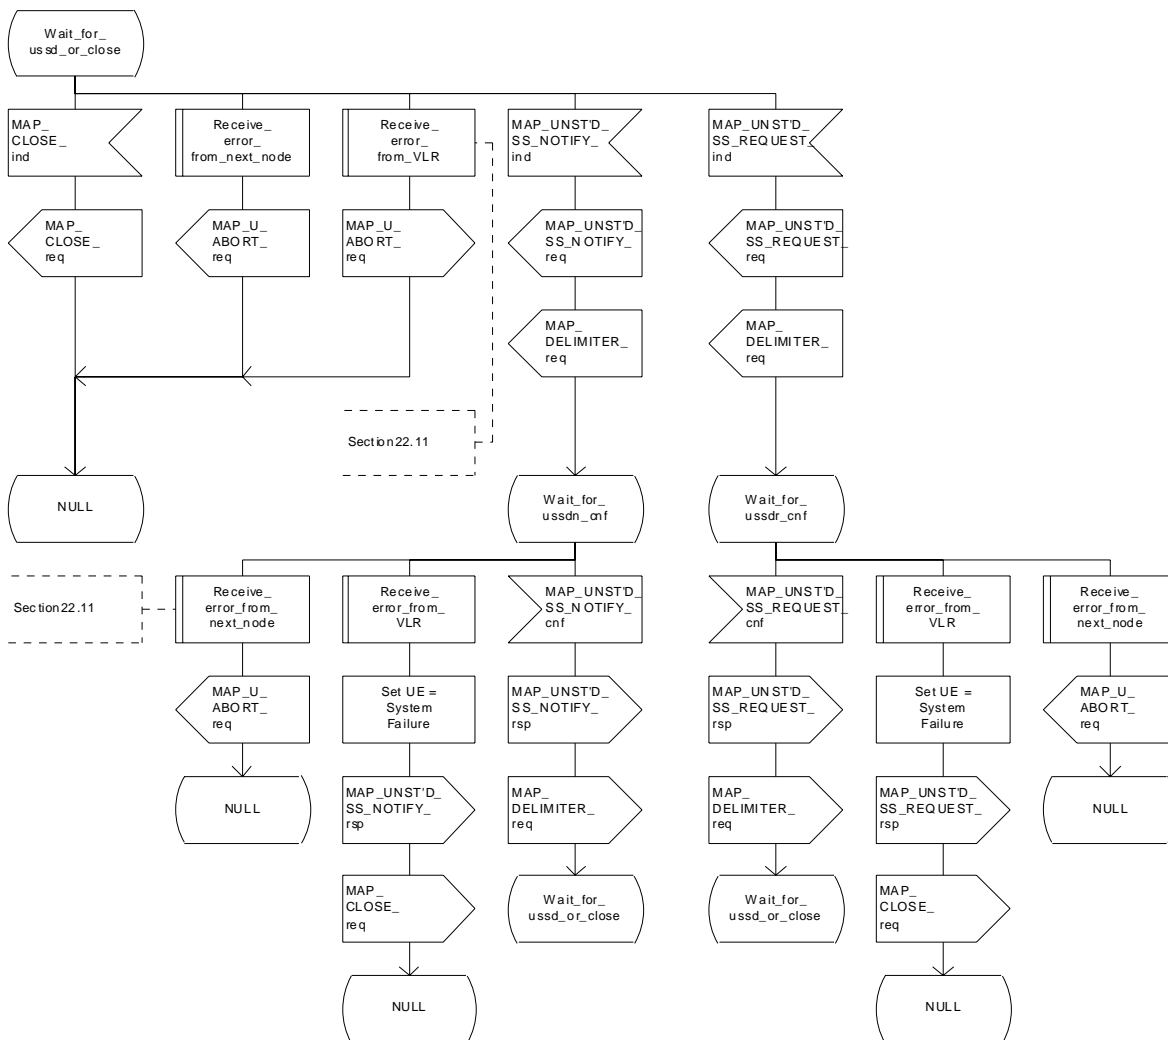 Wait_for_
ussd_or_close
MAP_
CLOSE_
ind
Receive_
error_
from_next_node
Receive_
error_
from_VLR
MAP_UNST'D_
SS_NOTIFY_
ind
MAP_UNST'D_
SS_REQUEST_
ind
MAP_
CLOSE_
req
MAP_U_
ABORT_
req
MAP_U_
ABORT_
req
MAP_UNST'D_
SS_NOTIFY_
req
MAP_UNST'D_
SS_REQUEST_
req
MAP_
DELIMITER_
req
MAP_
DELIMITER_
req
Section 22.11
NULL
Wait_for_
ussdn_cnf
Wait_for_
ussdr_cnf
Section 22.11
Receive_
error_from_
next_node
Receive_
error_from_
VLR
MAP_UNST'D_
SS_NOTIFY_
cnf
MAP_UNST'D_
SS_REQUEST_
cnf
Receive_
error_from_
VLR
Receive_
error_from_
next_node
MAP_U_
ABORT_
req
Set UE =
System
Failure
MAP_UNST'D_
SS_NOTIFY_
rsp
MAP_UNST'D_
SS_REQUEST_
rsp
Set UE =
System
Failure
MAP_U_
ABORT_
req
NULL
MAP_UNST'D_
SS_NOTIFY_
rsp
MAP_
DELIMITER_
req
MAP_
DELIMITER_
req
MAP_UNST'D_
SS_REQUEST_
rsp
NULL
MAP_
CLOSE_
req
Wait_for_
ussd_or_close
Wait_for_
ussd_or_close
MAP_
CLOSE_
req
NULL
NULL